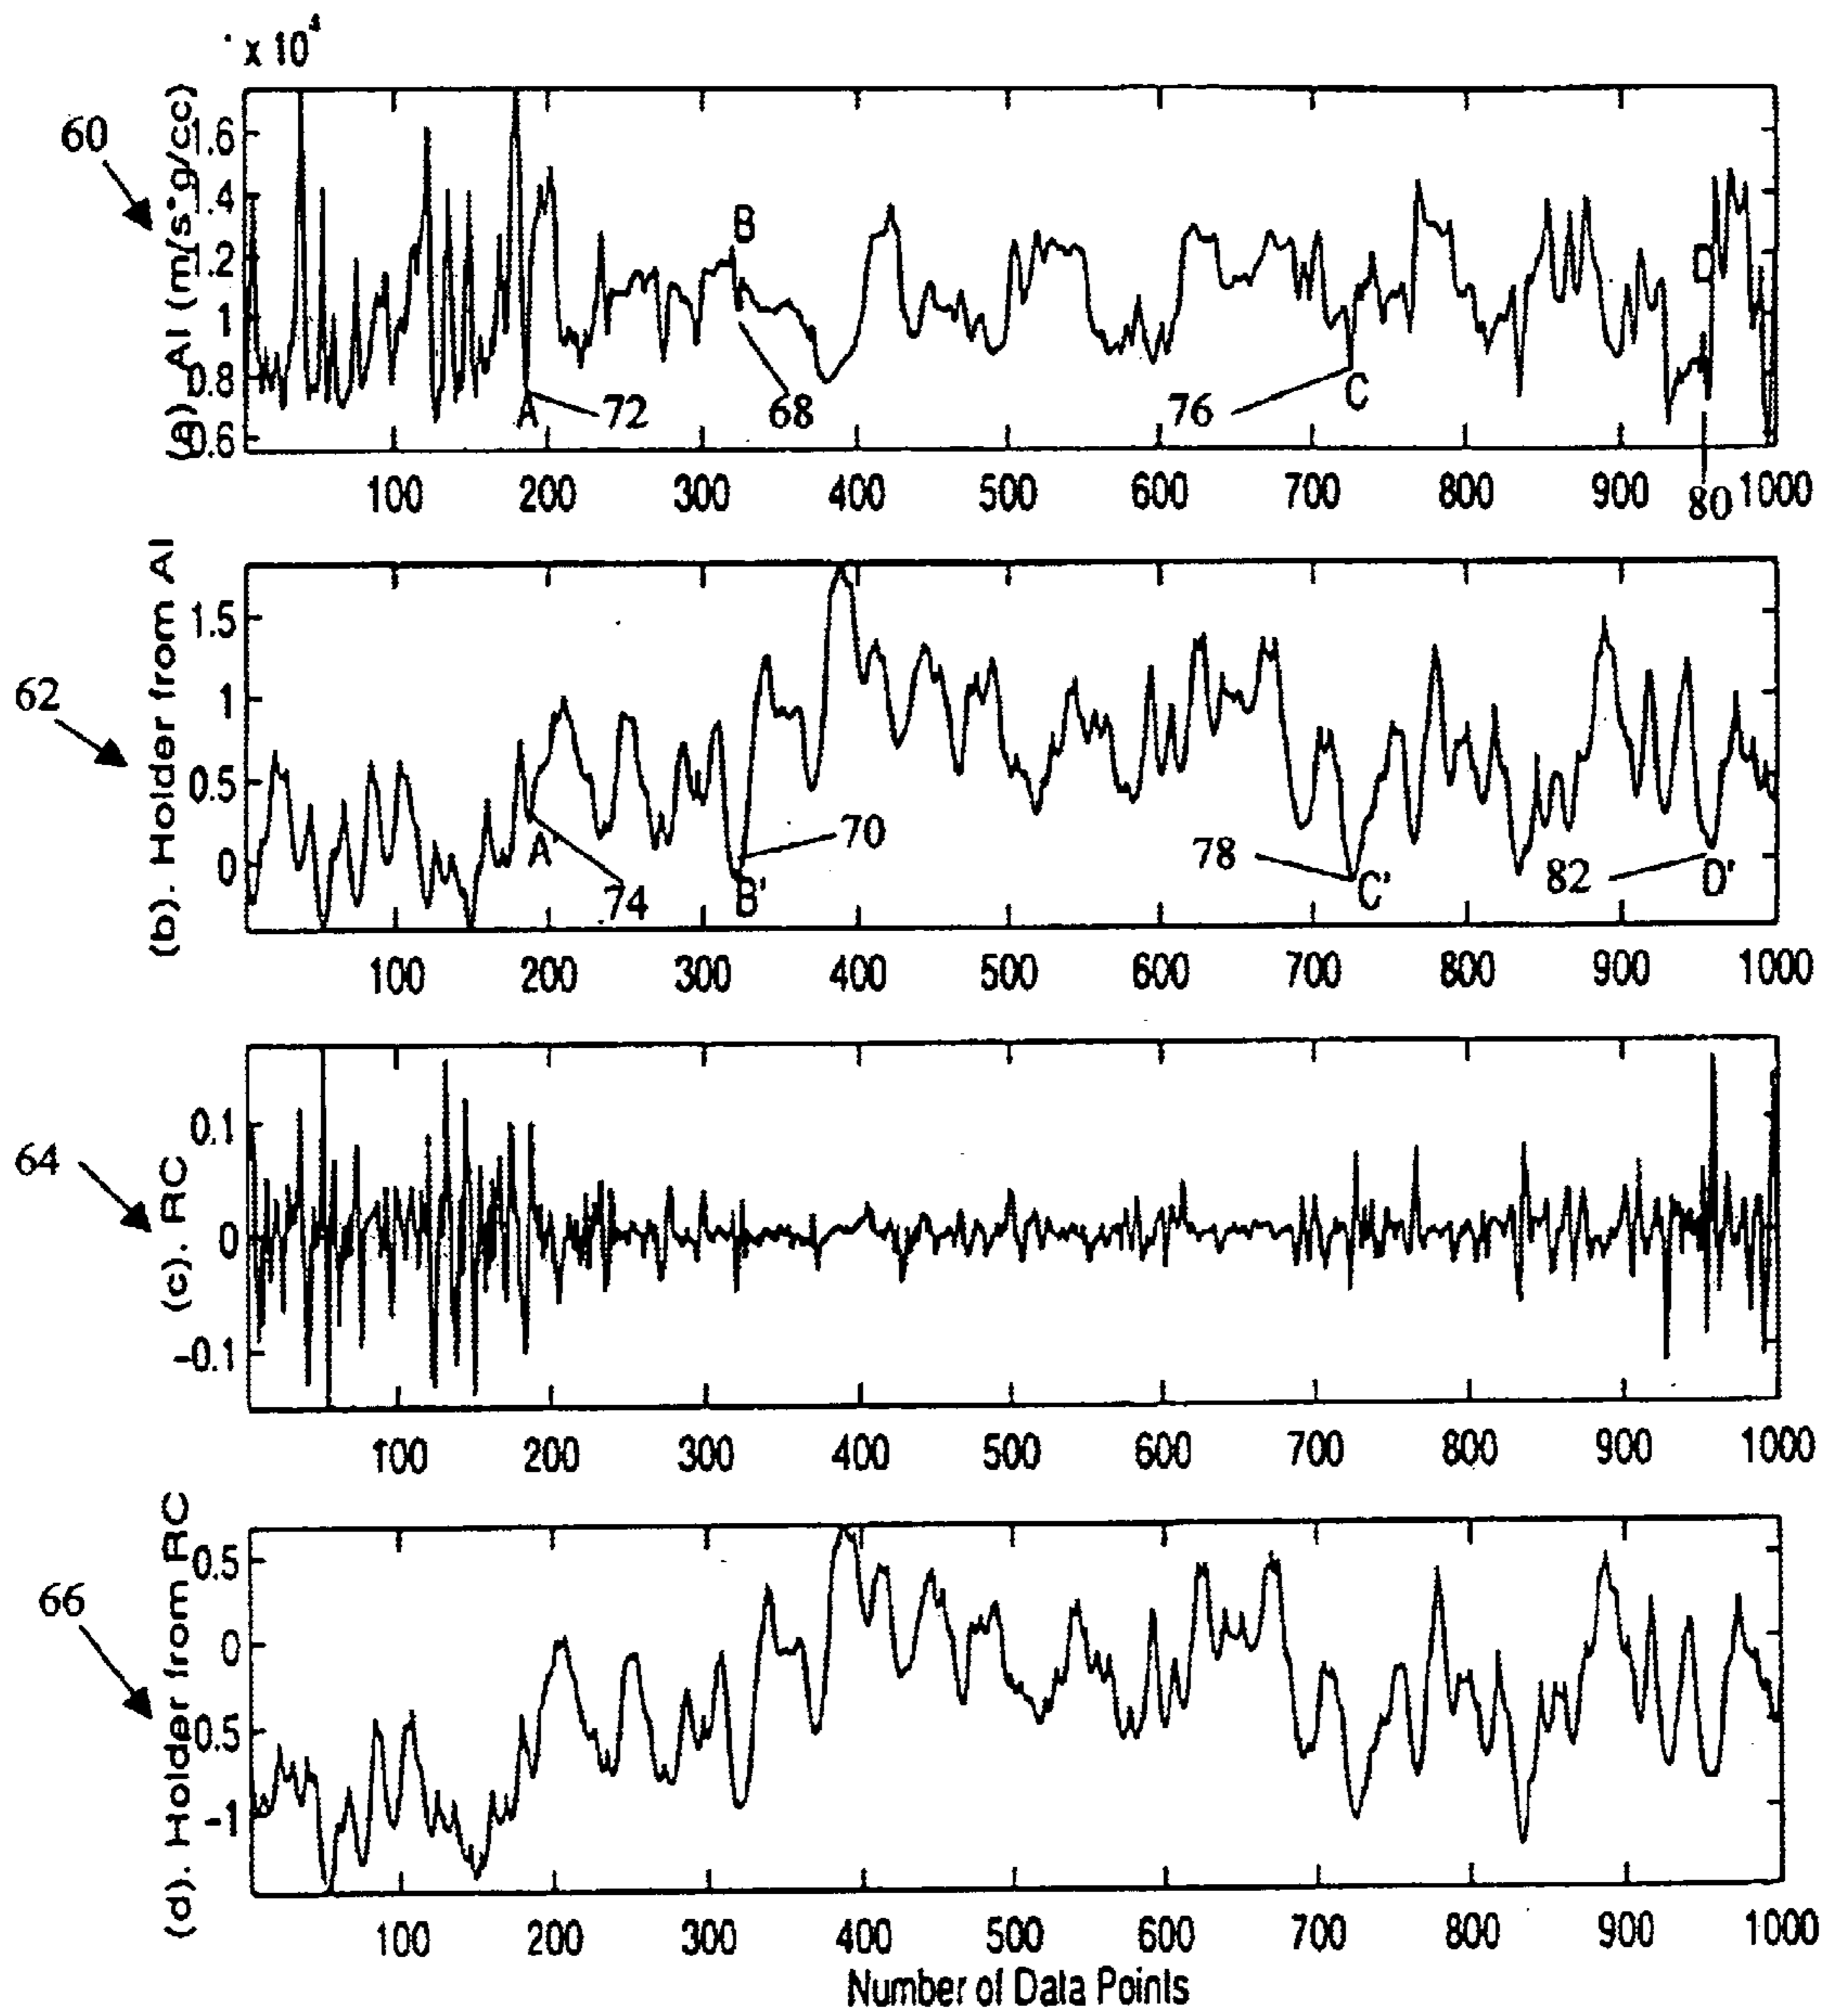 x 10⁴
60
(a). AI (m/s*g/cc)
1.6
1.4
1.2
1
0.8
0.6
A
72
B
68
76
C
D
80
100 200 300 400 500 600 700 800 900 1000
62
(b). Holder from AI
1.5
1
0.5
0
A'
74
B'
70
78
C'
82
D'
100 200 300 400 500 600 700 800 900 1000
64
(c). RC
0.1
0
-0.1
100 200 300 400 500 600 700 800 900 1000
66
(d). Holder from RC
0.5
0
0.5
-1
100 200 300 400 500 600 700 800 900 1000
Number of Data Points